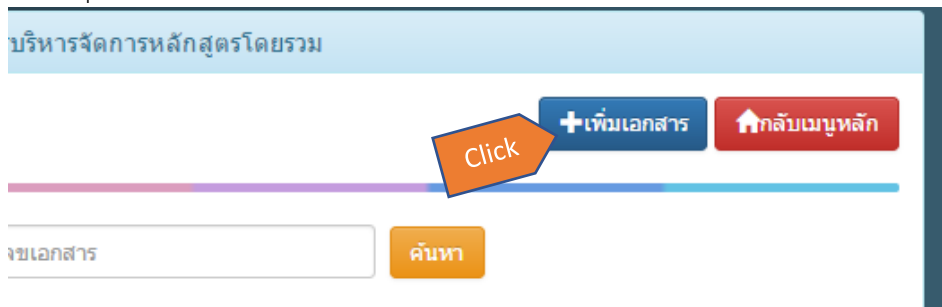 บริหารจัดการหลักสูตรโดยรวม
เพิ่มเอกสาร กลับเมนูหลัก
Click
ลขเอกสาร ค้นหา